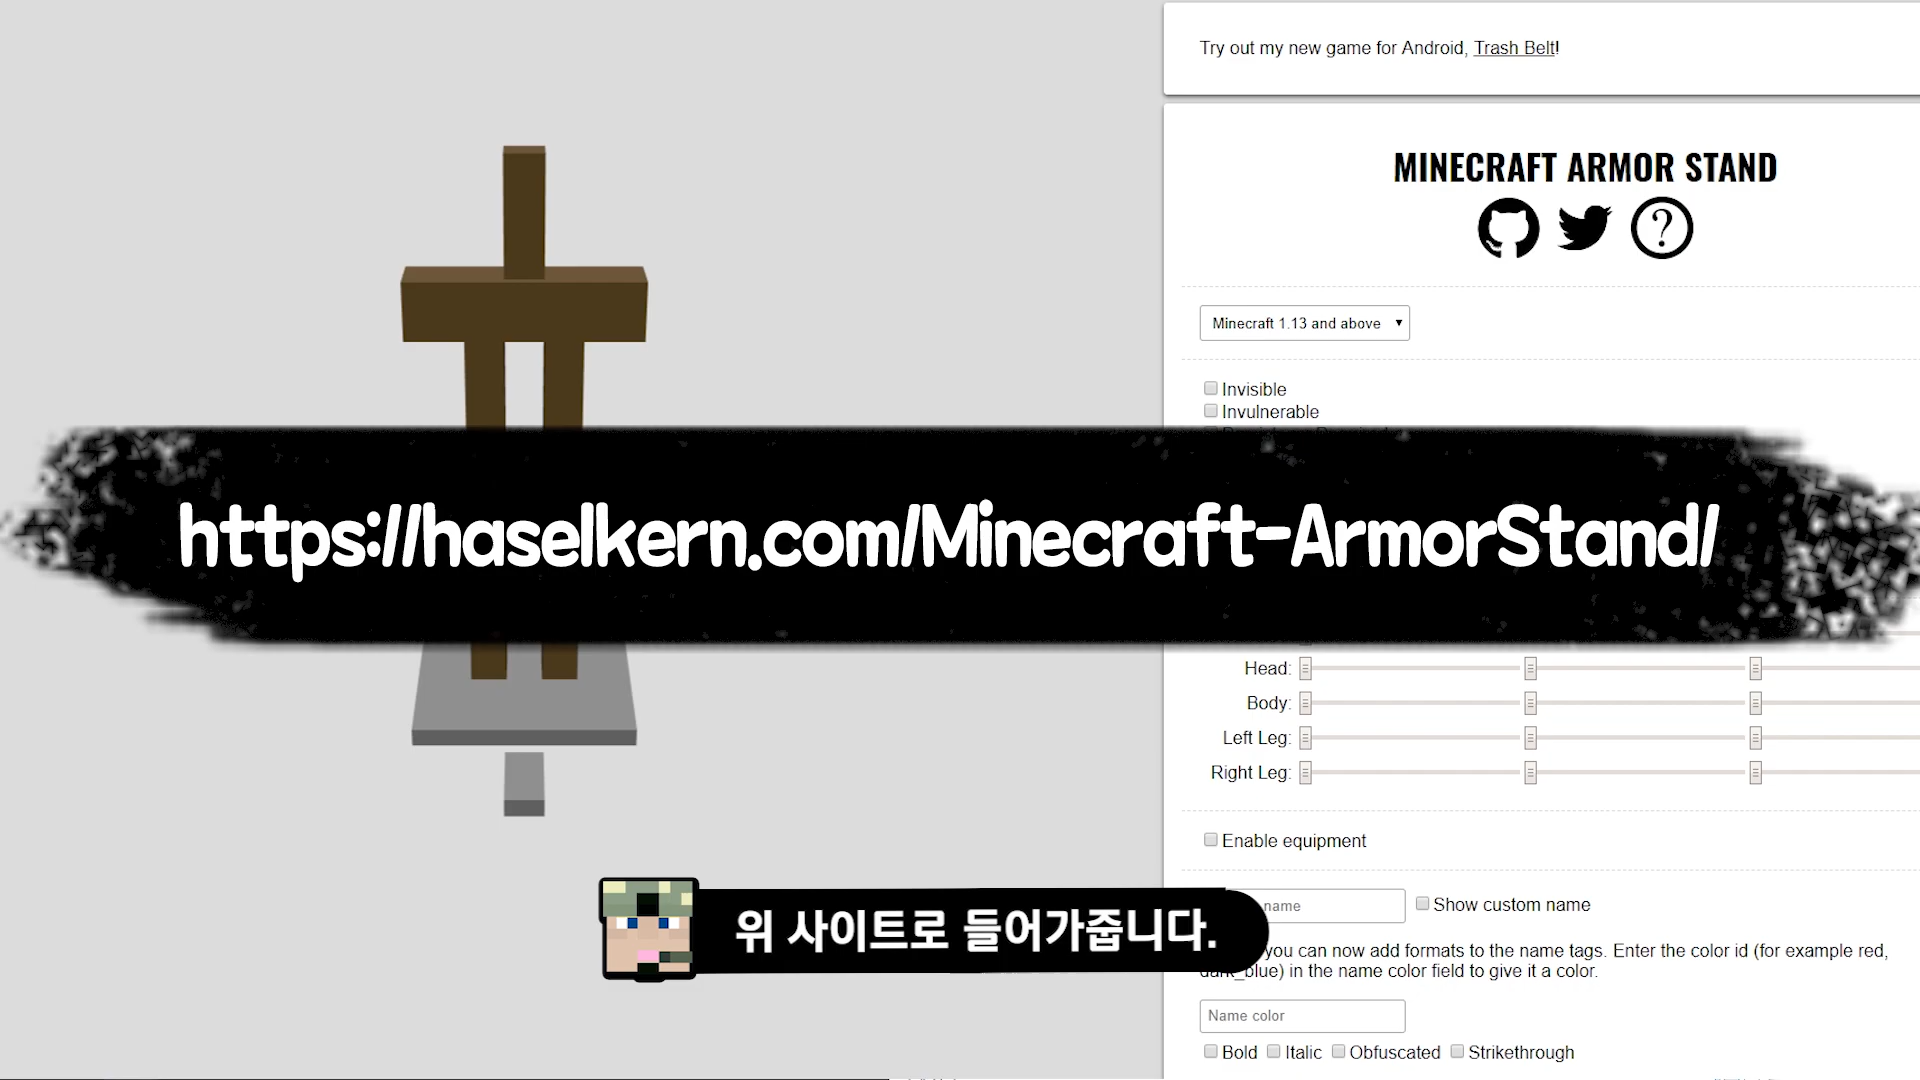 Try out my new game for Android, Trash Belt!
MINECRAFT ARMOR STAND
?
Minecraft 1.13 and above
Invisible
Invulnerable
https://haselkern.com/Minecraft-ArmorStand/
Head:
Body:
Left Leg:
Right Leg:
Enable equipment
name
Show custom name
위 사이트로 들어가줍니다.
you can now add formats to the name tags. Enter the color id (for example red,
dark_blue) in the name color field to give it a color.
Name color
Bold
Italic
Obfuscated
Strikethrough